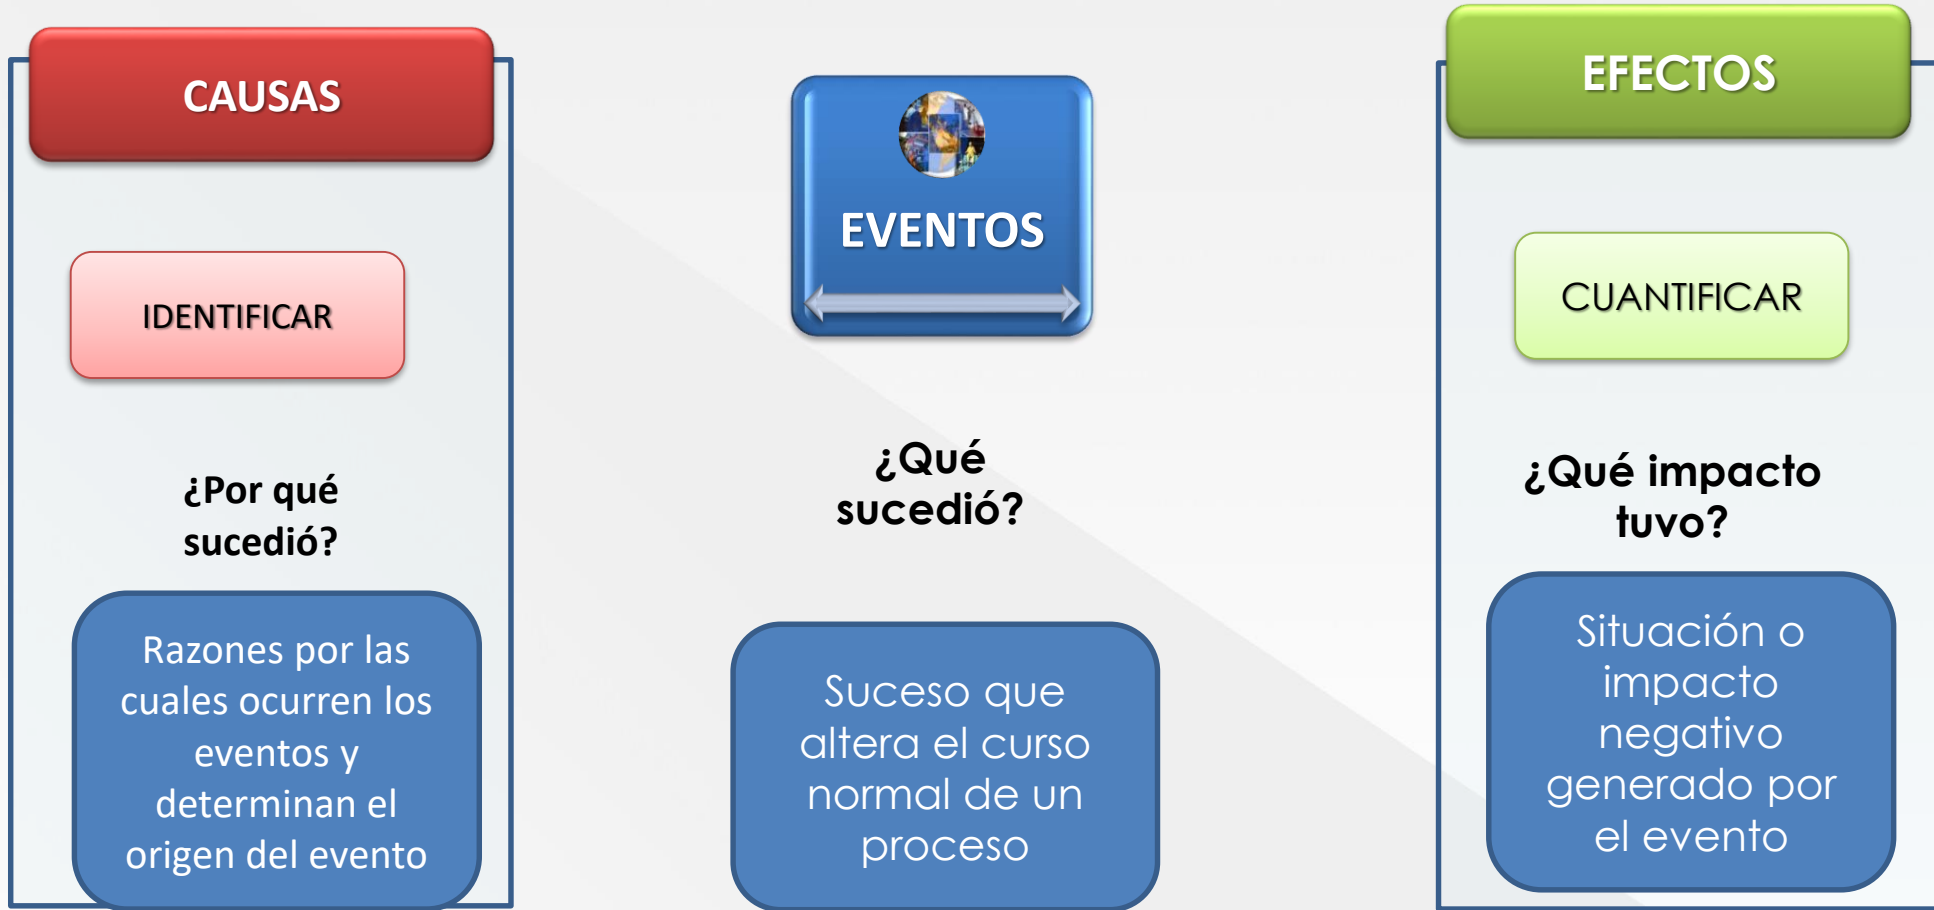 CAUSAS
IDENTIFICAR
¿Por qué
sucedió?
Razones por las
cuales ocurren los
eventos y
determinan el
origen del evento
EVENTOS
¿Qué
sucedió?
Suceso que
altera el curso
normal de un
proceso
EFECTOS
CUANTIFICAR
¿Qué impacto
tuvo?
Situación o
impacto
negativo
generado por
el evento